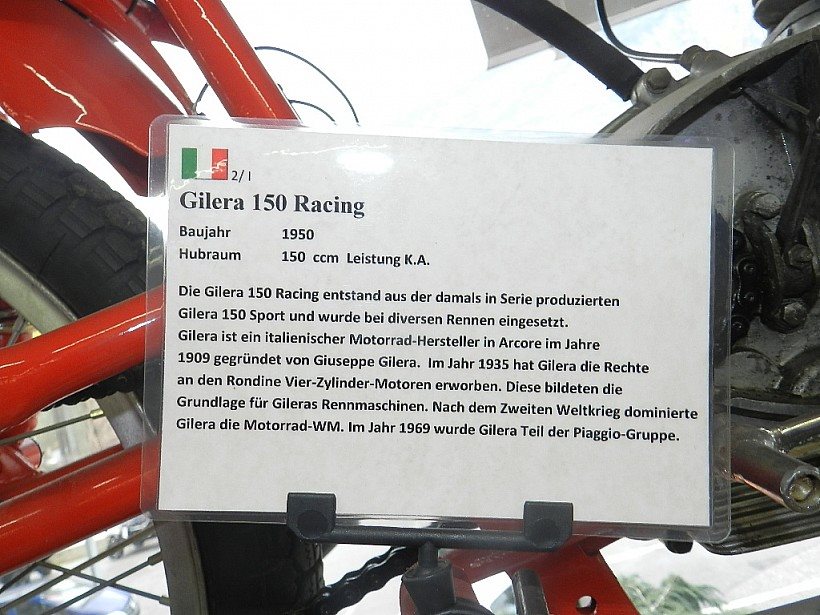 2/1
Gilera 150 Racing
Baujahr 1950
Hubraum 150 ccm Leistung K.A.
Die Gilera 150 Racing entstand aus der damals in Serie produzierten
Gilera 150 Sport und wurde bei diversen Rennen eingesetzt.
Gilera ist ein italienischer Motorrad-Hersteller in Arcore im Jahre
1909 gegründet von Giuseppe Gilera. Im Jahr 1935 hat Gilera die Rechte
an den Rondine Vier-Zylinder-Motoren erworben. Diese bildeten die
Grundlage für Gileras Rennmaschinen. Nach dem Zweiten Weltkrieg dominierte
Gilera die Motorrad-WM. Im Jahr 1969 wurde Gilera Teil der Piaggio-Gruppe.